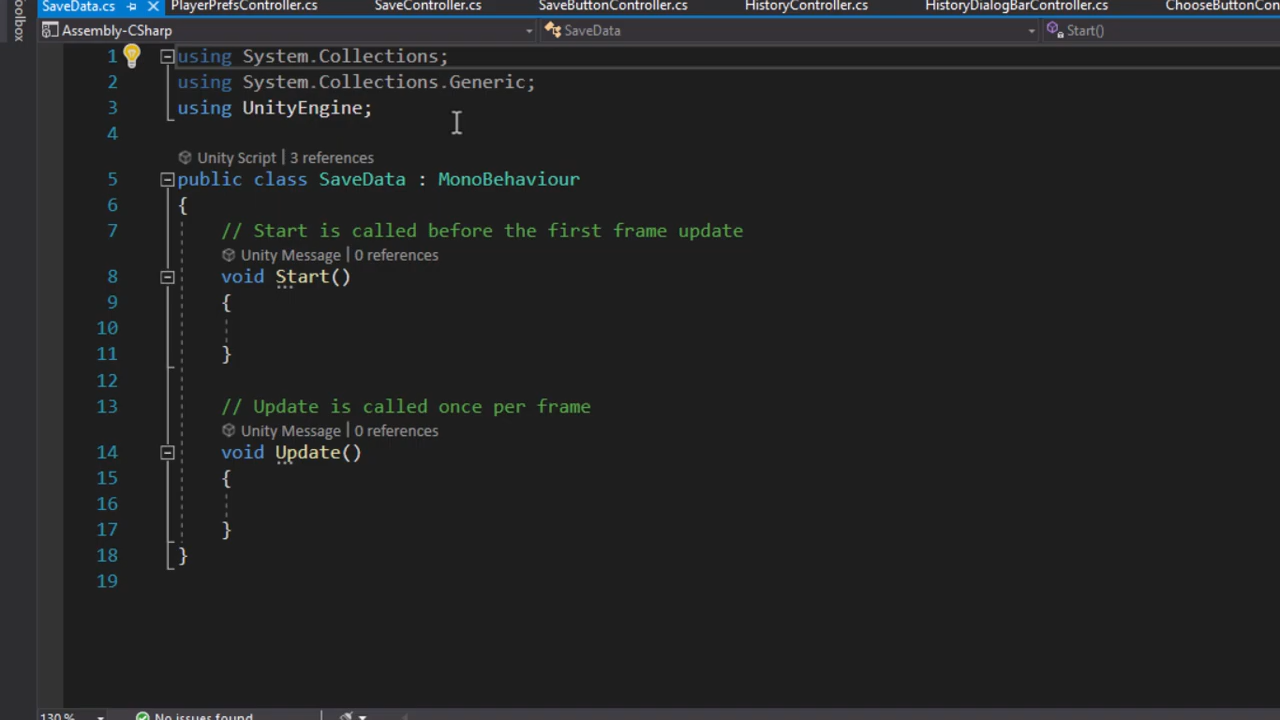 SaveData.cs PlayerPrefsController.cs SaveController.cs SaveButtonController.cs HistoryController.cs HistoryDialogBarController.cs ChooseButtonCon
Toolbox
Assembly-CSharp SaveData Start()
1 using System.Collections;
2 using System.Collections.Generic;
3 using UnityEngine;
4
Unity Script | 3 references
5 public class SaveData : MonoBehaviour
6 {
7 // Start is called before the first frame update
Unity Message | 0 references
8 void Start()
9 {
10
11 }
12
13 // Update is called once per frame
Unity Message | 0 references
14 void Update()
15 {
16
17 }
18 }
19
130 % No issues found